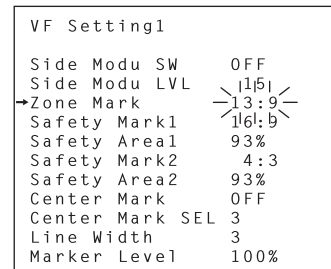 VF Setting1
Side Modu SW OFF
Side Modu LVL 15
→Zone Mark 13:9
Safety Mark1 16:9
Safety Area1 93%
Safety Mark2 4:3
Safety Area2 93%
Center Mark OFF
Center Mark SEL 3
Line Width 3
Marker Level 100%